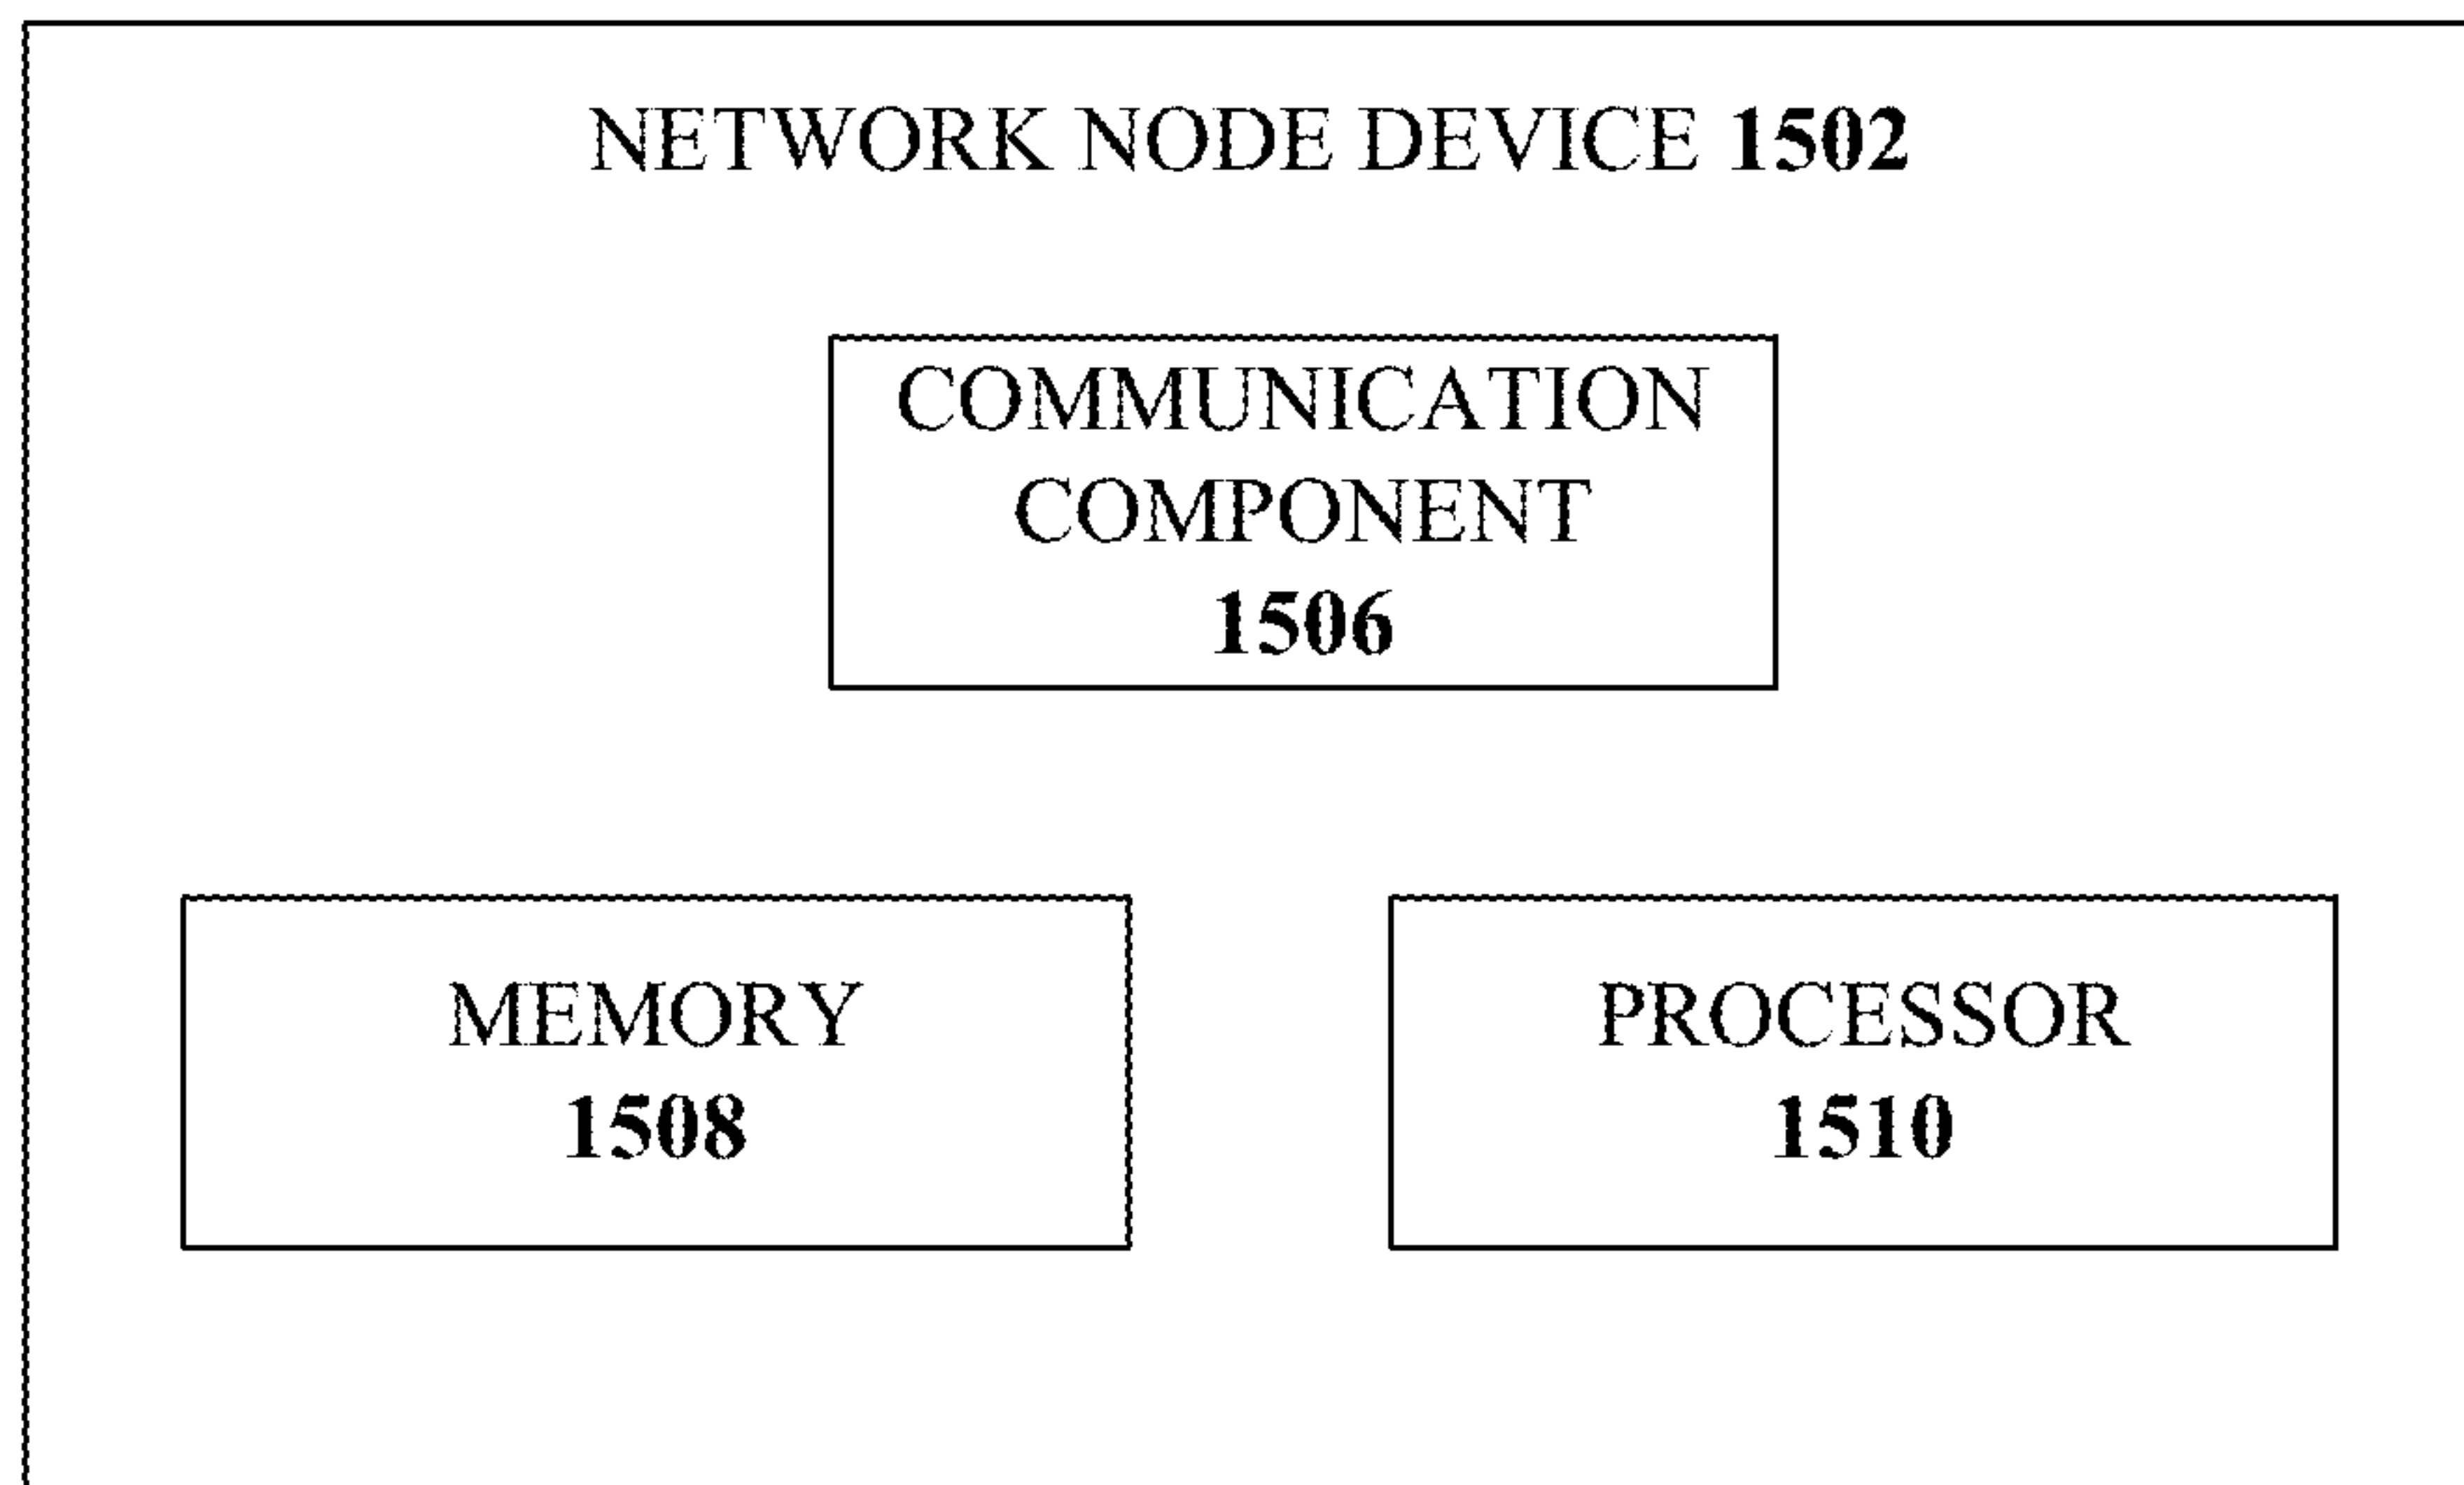 NETWORK NODE DEVICE 1502
COMMUNICATION
COMPONENT
1506
MEMORY
1508
PROCESSOR
1510